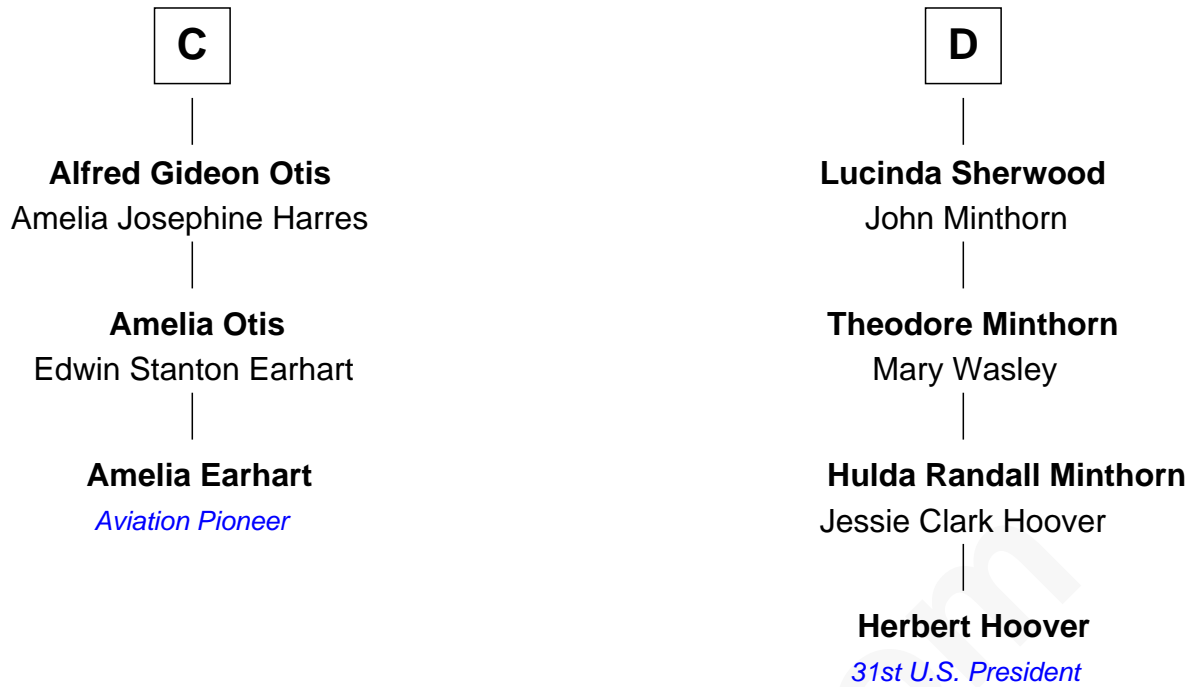 C
Alfred Gideon Otis
Amelia Josephine Harres
Amelia Otis
Edwin Stanton Earhart
Amelia Earhart
Aviation Pioneer
D
Lucinda Sherwood
John Minthorn
Theodore Minthorn
Mary Wasley
Hulda Randall Minthorn
Jessie Clark Hoover
Herbert Hoover
31st U.S. President